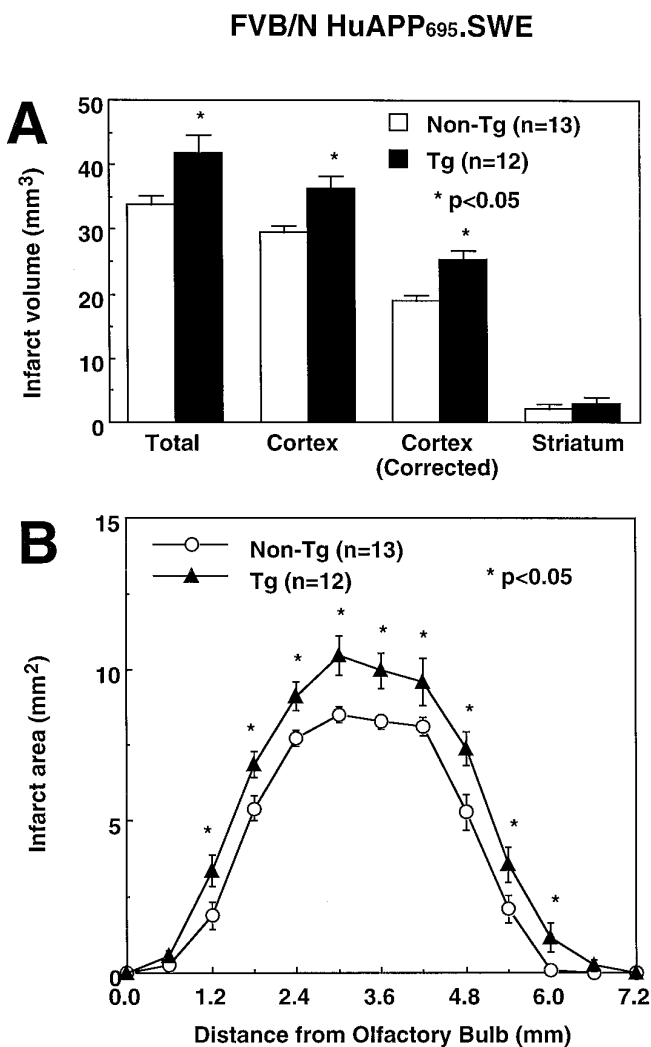 FVB/N HuAPP695.SWE
A
Infarct volume (mm3)
50
40
30
20
10
0
Non-Tg (n=13)
Tg (n=12)
* p<0.05
*
*
*
Total
Cortex
Cortex
(Corrected)
Striatum
B
Infarct area (mm2)
15
10
5
0
Non-Tg (n=13)
Tg (n=12)
* p<0.05
*
*
*
*
*
*
*
*
*
0.0
1.2
2.4
3.6
4.8
6.0
7.2
Distance from Olfactory Bulb (mm)